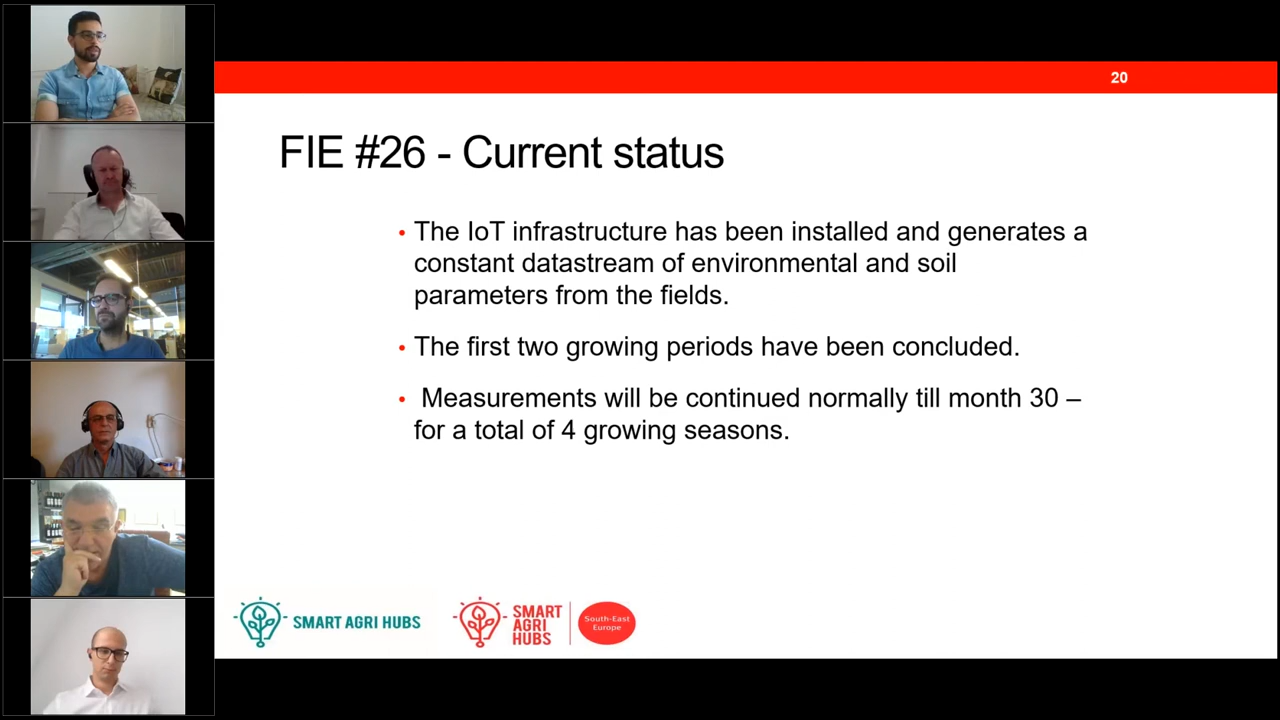 20
FIE #26 - Current status
• The IoT infrastructure has been installed and generates a
constant datastream of environmental and soil
parameters from the fields.
• The first two growing periods have been concluded.
• Measurements will be continued normally till month 30 –
for a total of 4 growing seasons.
SMART AGRI HUBS
SMART
AGRI
HUBS
South-East
Europe